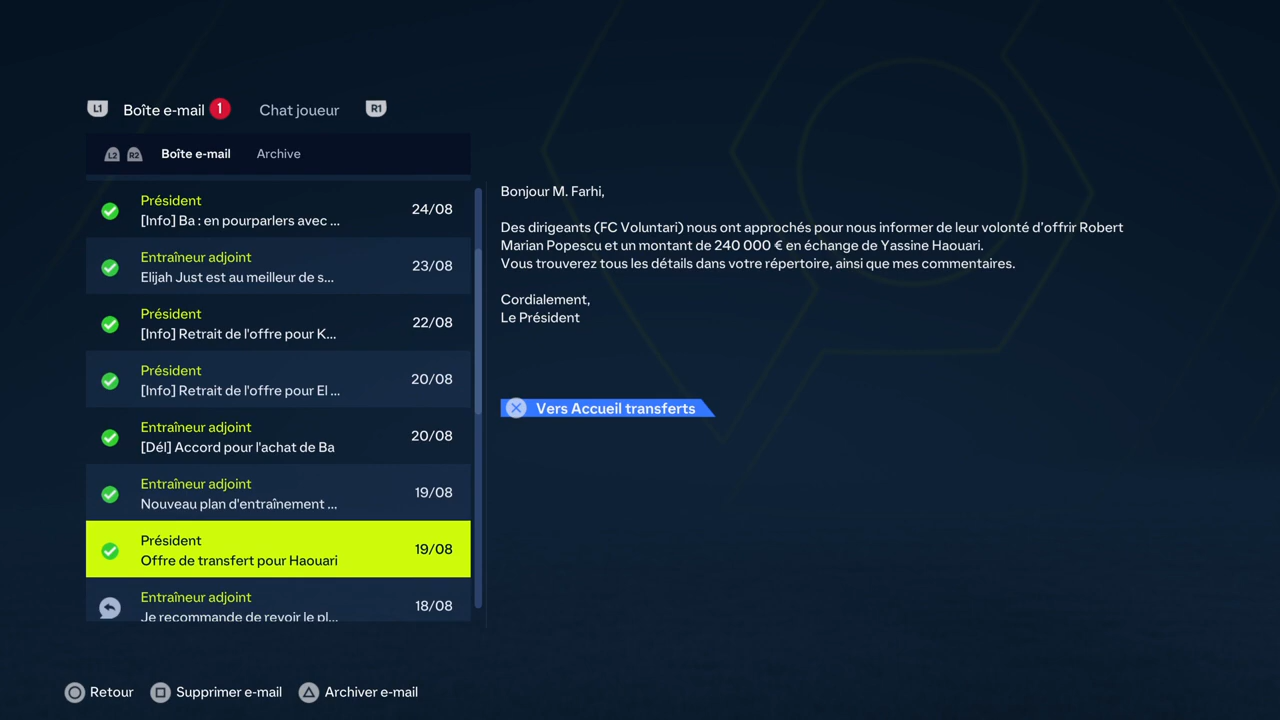 L1 Boîte e-mail 1 Chat joueur R1
L2 R2 Boîte e-mail Archive
Président
[Info] Ba : en pourparlers avec ...
24/08
Entraîneur adjoint
Elijah Just est au meilleur de s...
23/08
Président
[Info] Retrait de l'offre pour K...
22/08
Président
[Info] Retrait de l'offre pour El ...
20/08
Entraîneur adjoint
[Dél] Accord pour l'achat de Ba
20/08
Entraîneur adjoint
Nouveau plan d'entraînement ...
19/08
Président
Offre de transfert pour Haouari
19/08
Entraîneur adjoint
Je recommande de revoir le pl...
18/08
Bonjour M. Farhi,
Des dirigeants (FC Voluntari) nous ont approchés pour nous informer de leur volonté d'offrir Robert
Marian Popescu et un montant de 240 000 € en échange de Yassine Haouari.
Vous trouverez tous les détails dans votre répertoire, ainsi que mes commentaires.
Cordialement,
Le Président
Vers Accueil transferts
Retour Supprimer e-mail Archiver e-mail